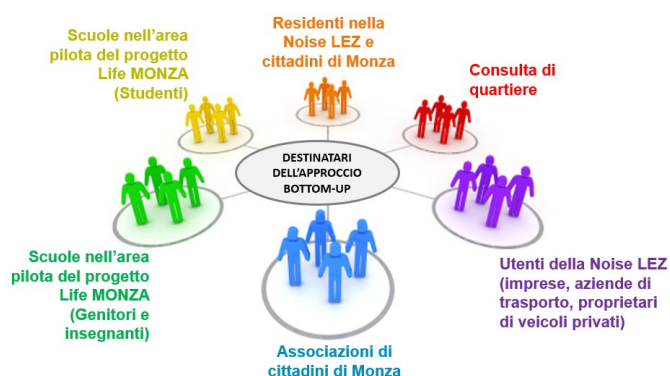 Scuole nell'area
pilota del progetto
Life MONZA
(Studenti)
Residenti nella
Noise LEZ e
cittadini di Monza
Consulta di
quartiere
DESTINATARI
DELL'APPROCCIO
BOTTOM-UP
Scuole nell'area
pilota del progetto
Life MONZA
(Genitori e
insegnanti)
Associazioni di
cittadini di Monza
Utenti della Noise LEZ
(imprese, aziende di
trasporto, proprietari
di veicoli privati)